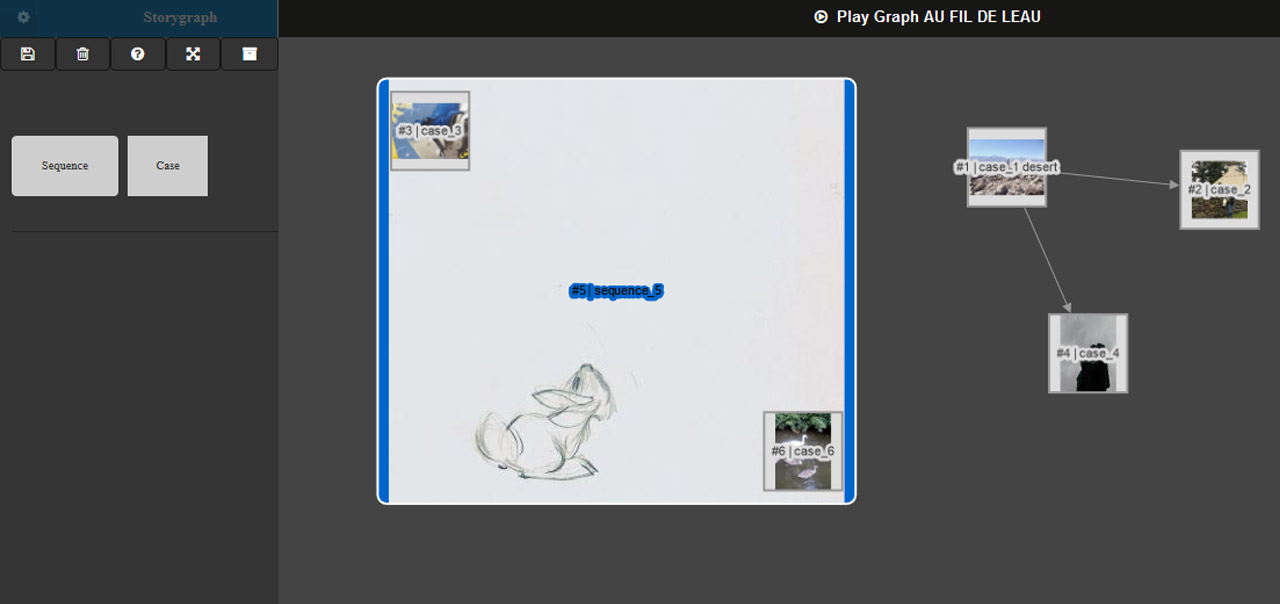 Storygraph
Play Graph AU FIL DE LEAU
Sequence
Case
#3 | case_3
#5 | sequence_5
#6 | case_6
#1 | case_1 desert
#2 | case_2
#4 | case_4